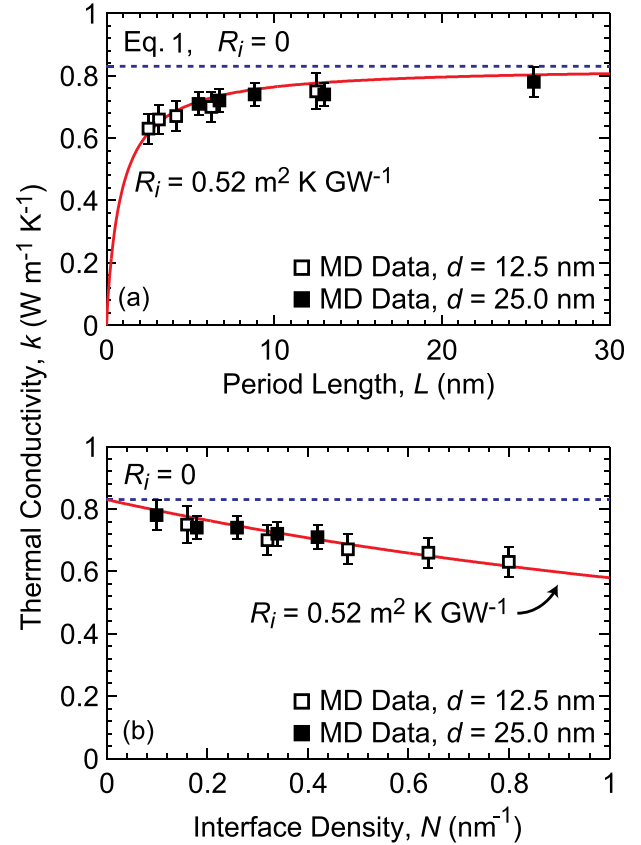 1
Eq. 1, R_i = 0
0.8
0.6
R_i = 0.52 m² K GW⁻¹
0.4
MD Data, d = 12.5 nm
0.2
MD Data, d = 25.0 nm
(a)
0
0 10 20 30
Period Length, L (nm)
Thermal Conductivity, k (W m⁻¹ K⁻¹)
1
R_i = 0
0.8
0.6
R_i = 0.52 m² K GW⁻¹
0.4
0.2
MD Data, d = 12.5 nm
(b)
MD Data, d = 25.0 nm
0
0 0.2 0.4 0.6 0.8 1
Interface Density, N (nm⁻¹)